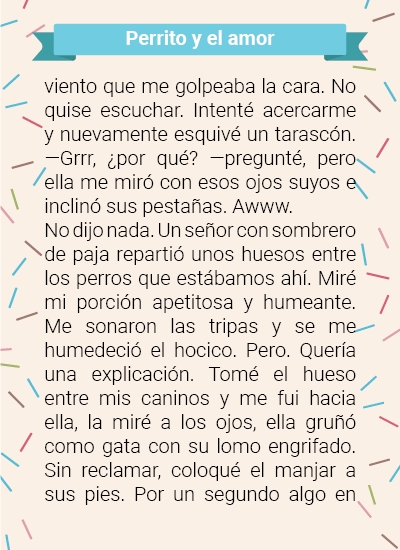 Perrito y el amor
viento que me golpeaba la cara. No
quise escuchar. Intenté acercarme
y nuevamente esquivé un tarascón.
—Grrr, ¿por qué? —pregunté, pero
ella me miró con esos ojos suyos e
inclinó sus pestañas. Awww.
No dijo nada. Un señor con sombrero
de paja repartió unos huesos entre
los perros que estábamos ahí. Miré
mi porción apetitosa y humeante.
Me sonaron las tripas y se me
humedeció el hocico. Pero. Quería
una explicación. Tomé el hueso
entre mis caninos y me fui hacia
ella, la miré a los ojos, ella gruñó
como gata con su lomo engrifado.
Sin reclamar, coloqué el manjar a
sus pies. Por un segundo algo en